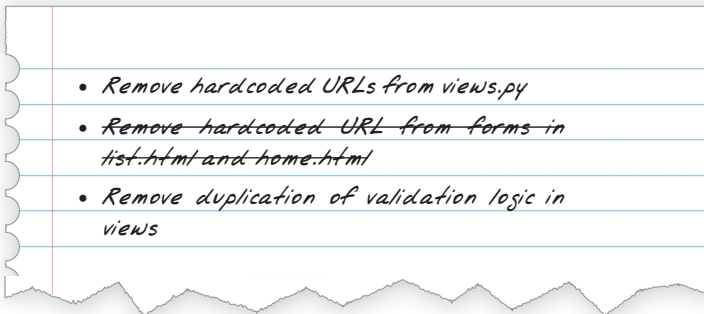 • Remove hardcoded URLs from views.py
• Remove hardcoded URL from forms in
list.html and home.html
• Remove duplication of validation logic in
views